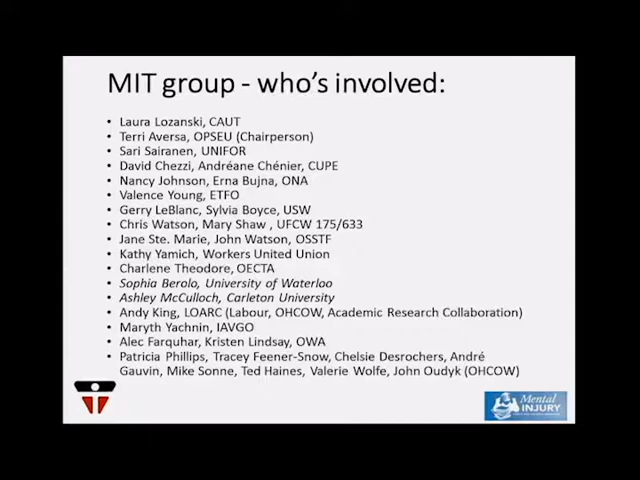 MIT group - who's involved:
• Laura Lozanski, CAUT
• Terri Aversa, OPSEU (Chairperson)
• Sari Sairanen, UNIFOR
• David Chezzi, Andréane Chénier, CUPE
• Nancy Johnson, Erna Bujna, ONA
• Valence Young, ETFO
• Gerry LeBlanc, Sylvia Boyce, USW
• Chris Watson, Mary Shaw , UFCW 175/633
• Jane Ste. Marie, John Watson, OSSTF
• Kathy Yamich, Workers United Union
• Charlene Theodore, OECTA
• Sophia Berolo, University of Waterloo
• Ashley McCulloch, Carleton University
• Andy King, LOARC (Labour, OHCOW, Academic Research Collaboration)
• Maryth Yachnin, IAVGO
• Alec Farquhar, Kristen Lindsay, OWA
• Patricia Phillips, Tracey Feener-Snow, Chelsie Desrochers, André
Gauvin, Mike Sonne, Ted Haines, Valerie Wolfe, John Oudyk (OHCOW)
Mental
INJURY